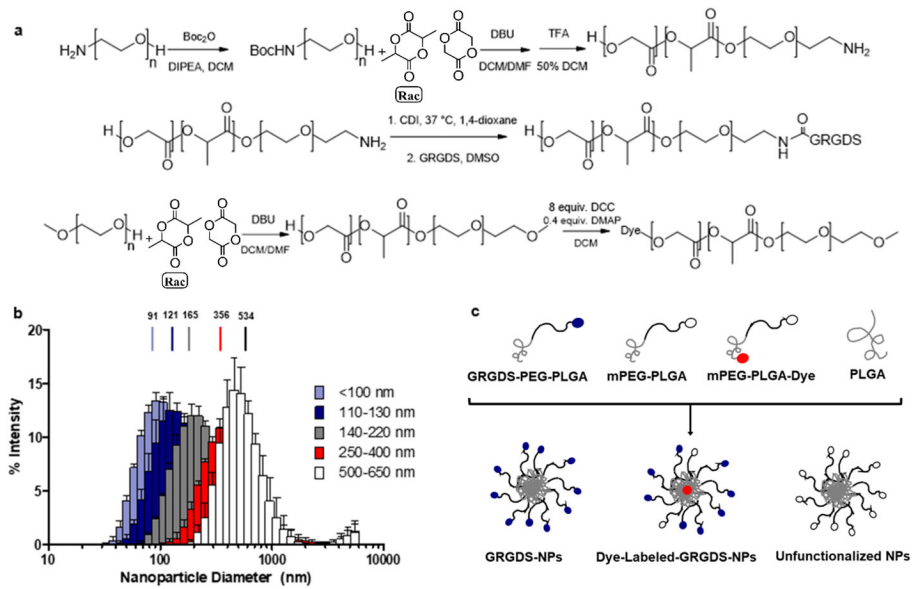 a
H₂N [ O ]ₙ H
Boc₂O
DIPEA, DCM
BocHN [ O ]ₙ H
+
O O O O
O O O O
Rac
DBU
DCM/DMF
TFA
50% DCM
H [ O O ] [ O O ] O [ O ] NH₂
H [ O O ] [ O O ] O [ O ] NH₂
1. CDI, 37 °C, 1,4-dioxane
2. GRGDS, DMSO
H [ O O ] [ O O ] O [ O ] N H O GRGDS
O [ O ]ₙ H
+
O O O O
O O O O
Rac
DBU
DCM/DMF
H [ O O ] [ O O ] O [ O ] O
8 equiv. DCC
0.4 equiv. DMAP
DCM
Dye [ O O ] [ O O ] O [ O ] O
b
91 121 165 356 534
20
15
10
5
0
% Intensity
10 100 1000 10000
Nanoparticle Diameter (nm)
<100 nm
110-130 nm
140-220 nm
250-400 nm
500-650 nm
c
GRGDS-PEG-PLGA mPEG-PLGA mPEG-PLGA-Dye PLGA
GRGDS-NPs Dye-Labeled-GRGDS-NPs Unfunctionalized NPs